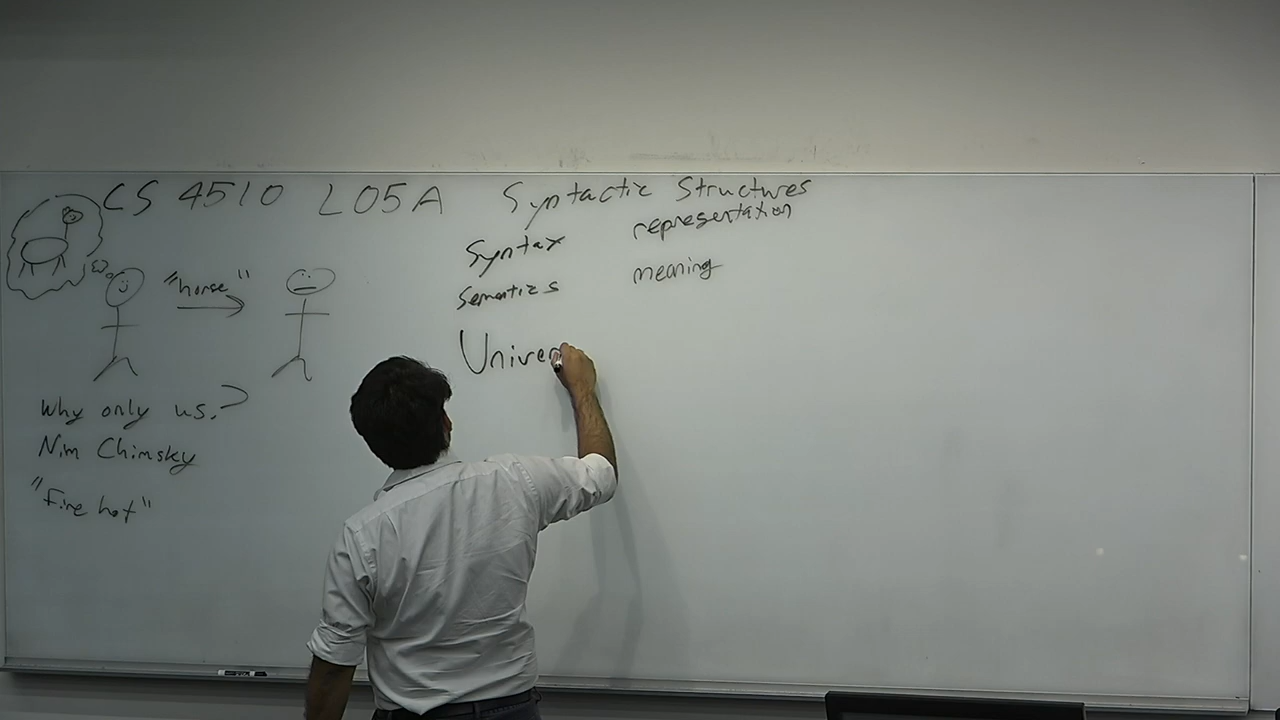 CS 4510 L05A Syntactic Structures
Syntax representation
Semantics meaning
"horse"
Univer
Why only us?
Nim Chimsky
"Fire hot"